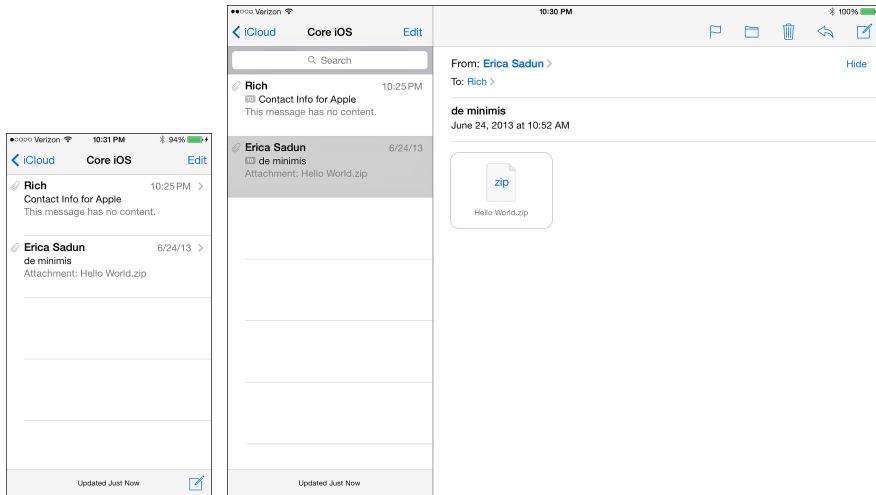 ●○○○○ Verizon 10:31 PM 94%
iCloud Core iOS Edit
Rich 10:25 PM
Contact Info for Apple
This message has no content.
Erica Sadun 6/24/13
de minimis
Attachment: Hello World.zip
Updated Just Now
●●○○○ Verizon 10:30 PM 100%
iCloud Core iOS Edit
Search
Rich 10:25 PM
TO Contact Info for Apple
This message has no content.
Erica Sadun 6/24/13
TO de minimis
Attachment: Hello World.zip
Updated Just Now
From: Erica Sadun Hide
To: Rich
de minimis
June 24, 2013 at 10:52 AM
zip
Hello World.zip